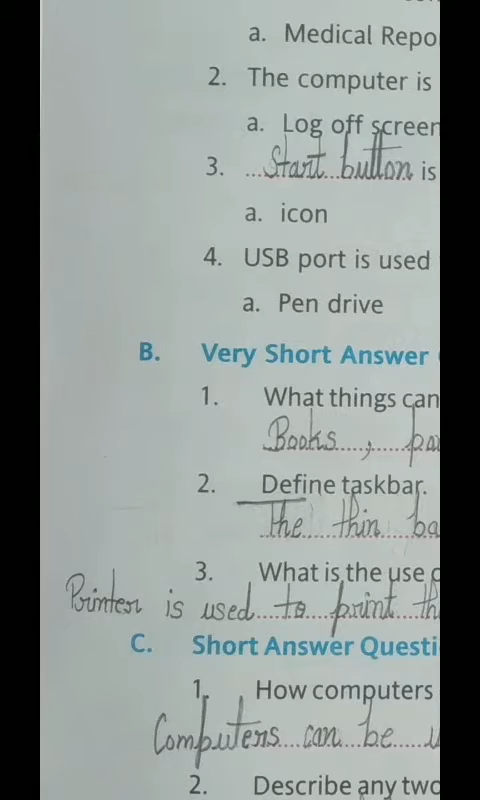 a. Medical Repo
2. The computer is
a. Log off screen
3. ...Start button is
a. icon
4. USB port is used
a. Pen drive
B. Very Short Answer
1. What things can
Books....,......pa
2. Define taskbar.
The thin ba
3. What is the use
Printer is used to print th
C. Short Answer Questi
1. How computers
Computers can be u
2. Describe any two